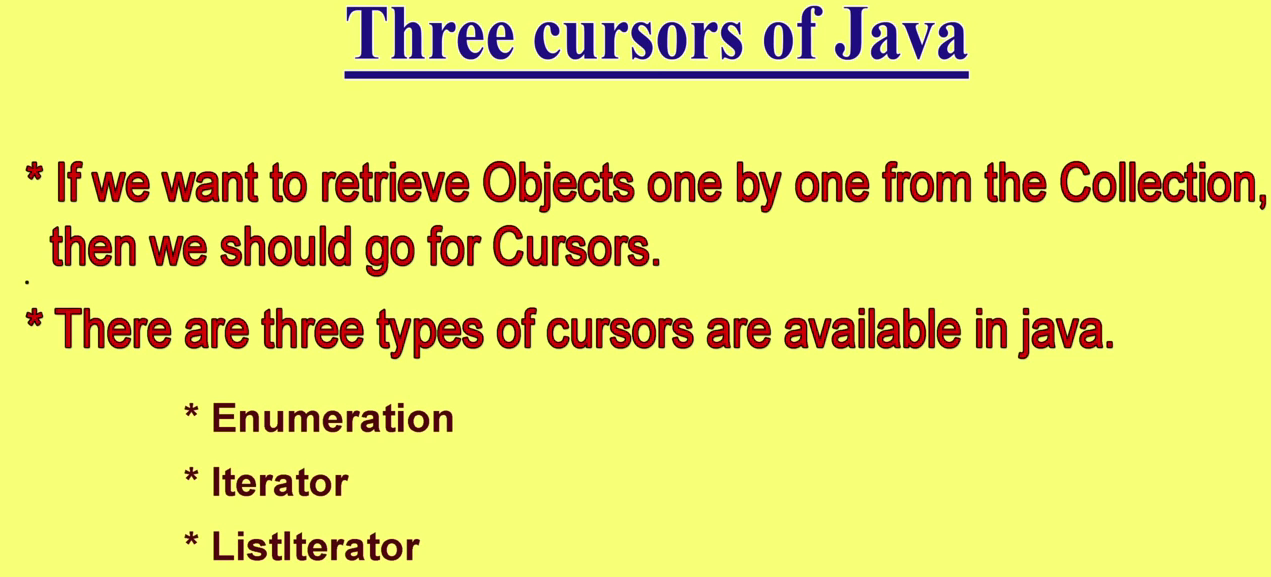 Three cursors of Java
* If we want to retrieve Objects one by one from the Collection,
then we should go for Cursors.
* There are three types of cursors are available in java.
* Enumeration
* Iterator
* ListIterator